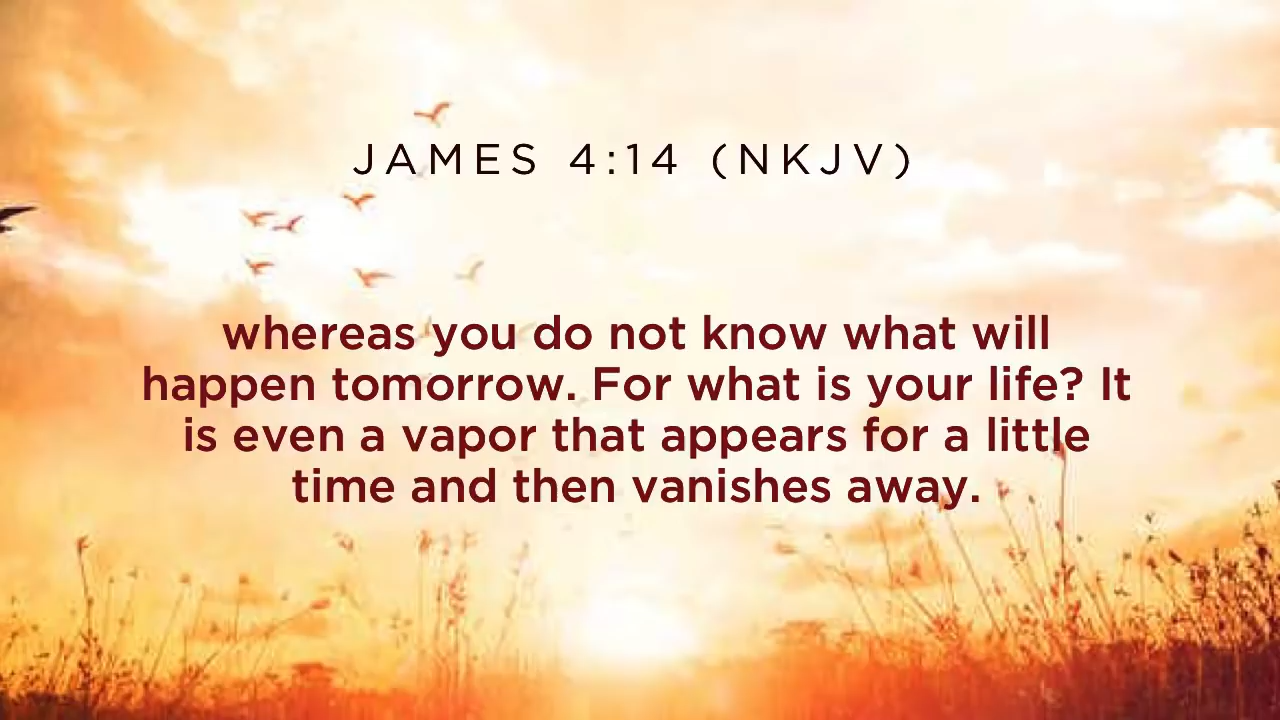 JAMES 4:14 (NKJV)
whereas you do not know what will
happen tomorrow. For what is your life? It
is even a vapor that appears for a little
time and then vanishes away.